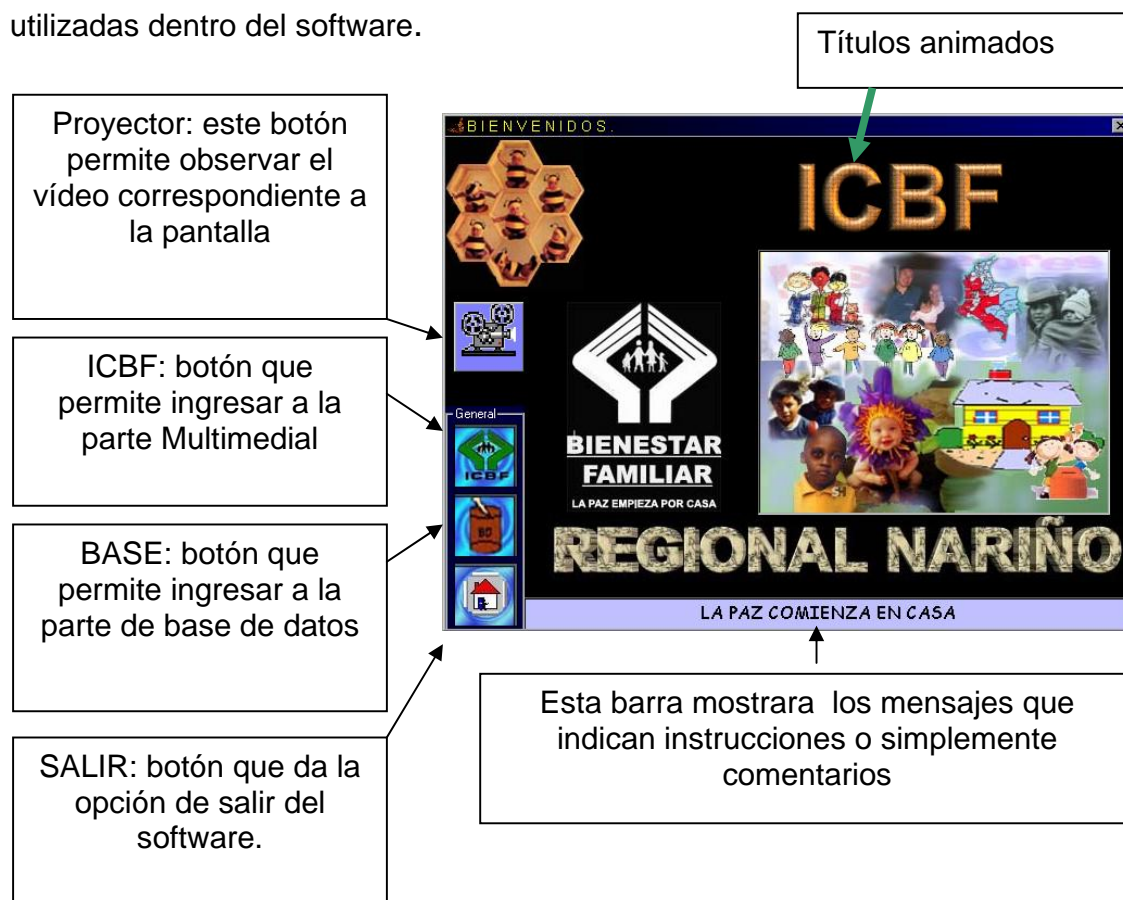 utilizadas dentro del software.
Títulos animados
Proyector: este botón
permite observar el
vídeo correspondiente a
la pantalla
ICBF: botón que
permite ingresar a la
parte Multimedial
BASE: botón que
permite ingresar a la
parte de base de datos
SALIR: botón que da la
opción de salir del
software.
BIENVENIDOS.
ICBF
General
ICBF
BD
BIENESTAR
FAMILIAR
LA PAZ EMPIEZA POR CASA
REGIONAL NARIÑO
LA PAZ COMIENZA EN CASA
Esta barra mostrara los mensajes que
indican instrucciones o simplemente
comentarios